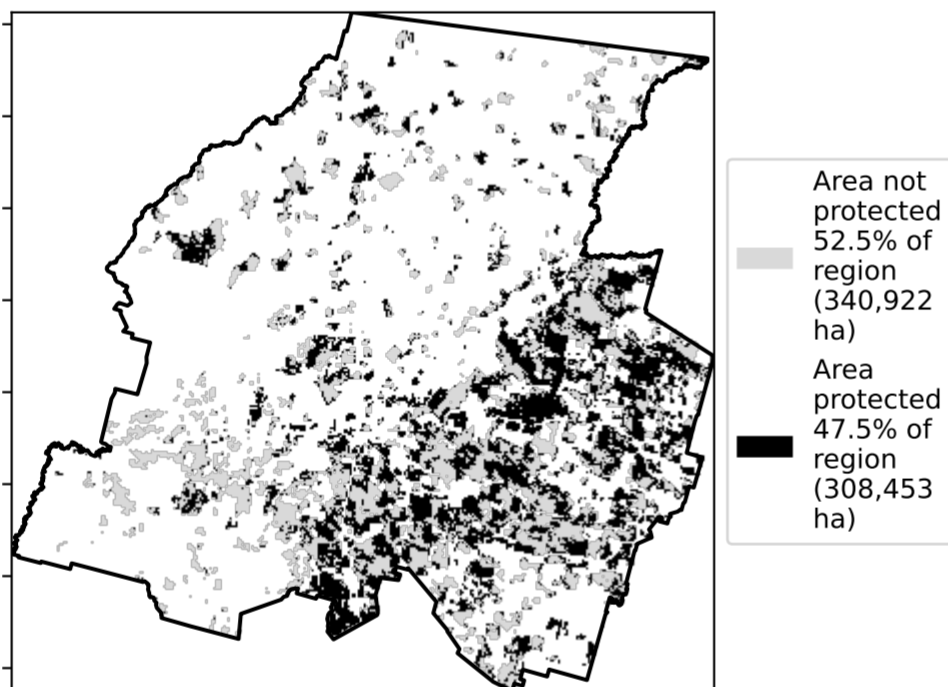 Area not
protected
52.5% of
region
(340,922
ha)
Area
protected
47.5% of
region
(308,453
ha)